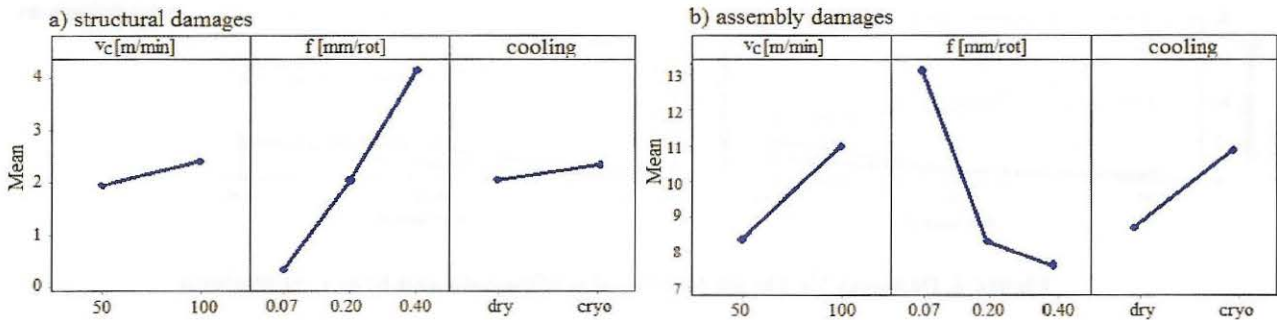 a) structural damages
vc[m/min] f [mm/rot] cooling
Mean
4
3
2
1
0
50 100 0.07 0.20 0.40 dry cryo
b) assembly damages
vc[m/min] f [mm/rot] cooling
Mean
13
12
11
10
9
8
7
50 100 0.07 0.20 0.40 dry cryo